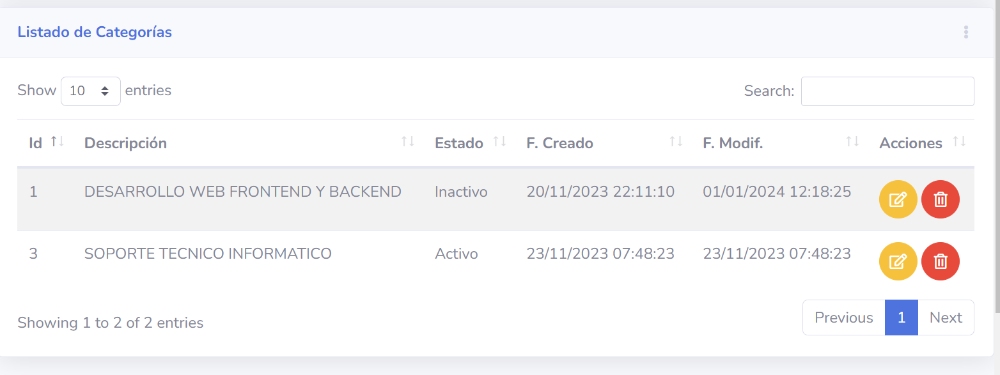 Listado de Categorías
Show 10 entries Search:
Id Descripción Estado F. Creado F. Modif. Acciones
1 DESARROLLO WEB FRONTEND Y BACKEND Inactivo 20/11/2023 22:11:10 01/01/2024 12:18:25
3 SOPORTE TECNICO INFORMATICO Activo 23/11/2023 07:48:23 23/11/2023 07:48:23
Showing 1 to 2 of 2 entries Previous 1 Next